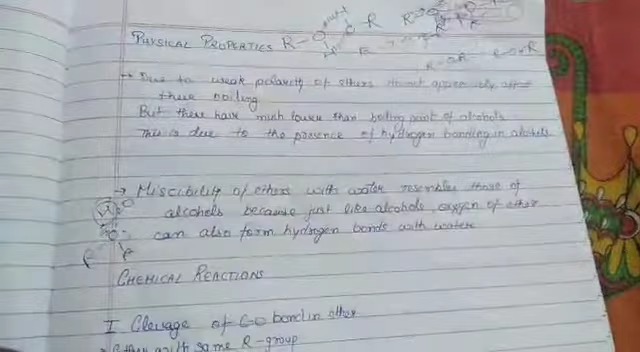 PHYSICAL PROPERTIES R-O R
→ Due to weak polarity of ethers
their boiling
But there have much lower than boiling point of alcohols
This is due to the presence of hydrogen bonding in alcohols
→ Miscibility of ethers with water resembles those of
alcohols because just like alcohols oxygen of ether
can also form hydrogen bonds with water
CHEMICAL REACTIONS
I Clevage of C-O bond in ether
with same R-group